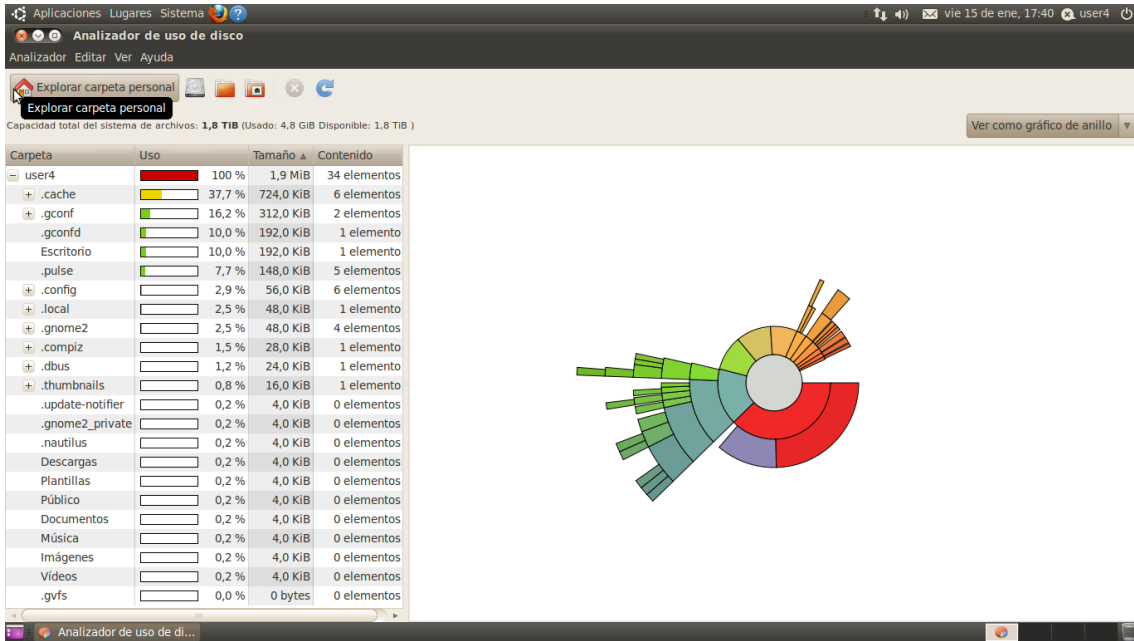 Aplicaciones Lugares Sistema ? vie 15 de ene, 17:40 user4
Analizador de uso de disco
Analizador Editar Ver Ayuda
Explorar carpeta personal
Explorar carpeta personal
Capacidad total del sistema de archivos: 1,8 TiB (Usado: 4,8 GiB Disponible: 1,8 TiB )
Ver como gráfico de anillo
Carpeta Uso Tamaño Contenido
user4 100 % 1,9 MiB 34 elementos
.cache 37,7 % 724,0 KiB 6 elementos
.gconf 16,2 % 312,0 KiB 2 elementos
.gconfd 10,0 % 192,0 KiB 1 elemento
Escritorio 10,0 % 192,0 KiB 1 elemento
.pulse 7,7 % 148,0 KiB 5 elementos
.config 2,9 % 56,0 KiB 6 elementos
.local 2,5 % 48,0 KiB 1 elemento
.gnome2 2,5 % 48,0 KiB 4 elementos
.compiz 1,5 % 28,0 KiB 1 elemento
.dbus 1,2 % 24,0 KiB 1 elemento
.thumbnails 0,8 % 16,0 KiB 1 elemento
.update-notifier 0,2 % 4,0 KiB 0 elementos
.gnome2_private 0,2 % 4,0 KiB 0 elementos
.nautilus 0,2 % 4,0 KiB 0 elementos
Descargas 0,2 % 4,0 KiB 0 elementos
Plantillas 0,2 % 4,0 KiB 0 elementos
Público 0,2 % 4,0 KiB 0 elementos
Documentos 0,2 % 4,0 KiB 0 elementos
Música 0,2 % 4,0 KiB 0 elementos
Imágenes 0,2 % 4,0 KiB 0 elementos
Vídeos 0,2 % 4,0 KiB 0 elementos
.gvfs 0,0 % 0 bytes 0 elementos
Analizador de uso de di...